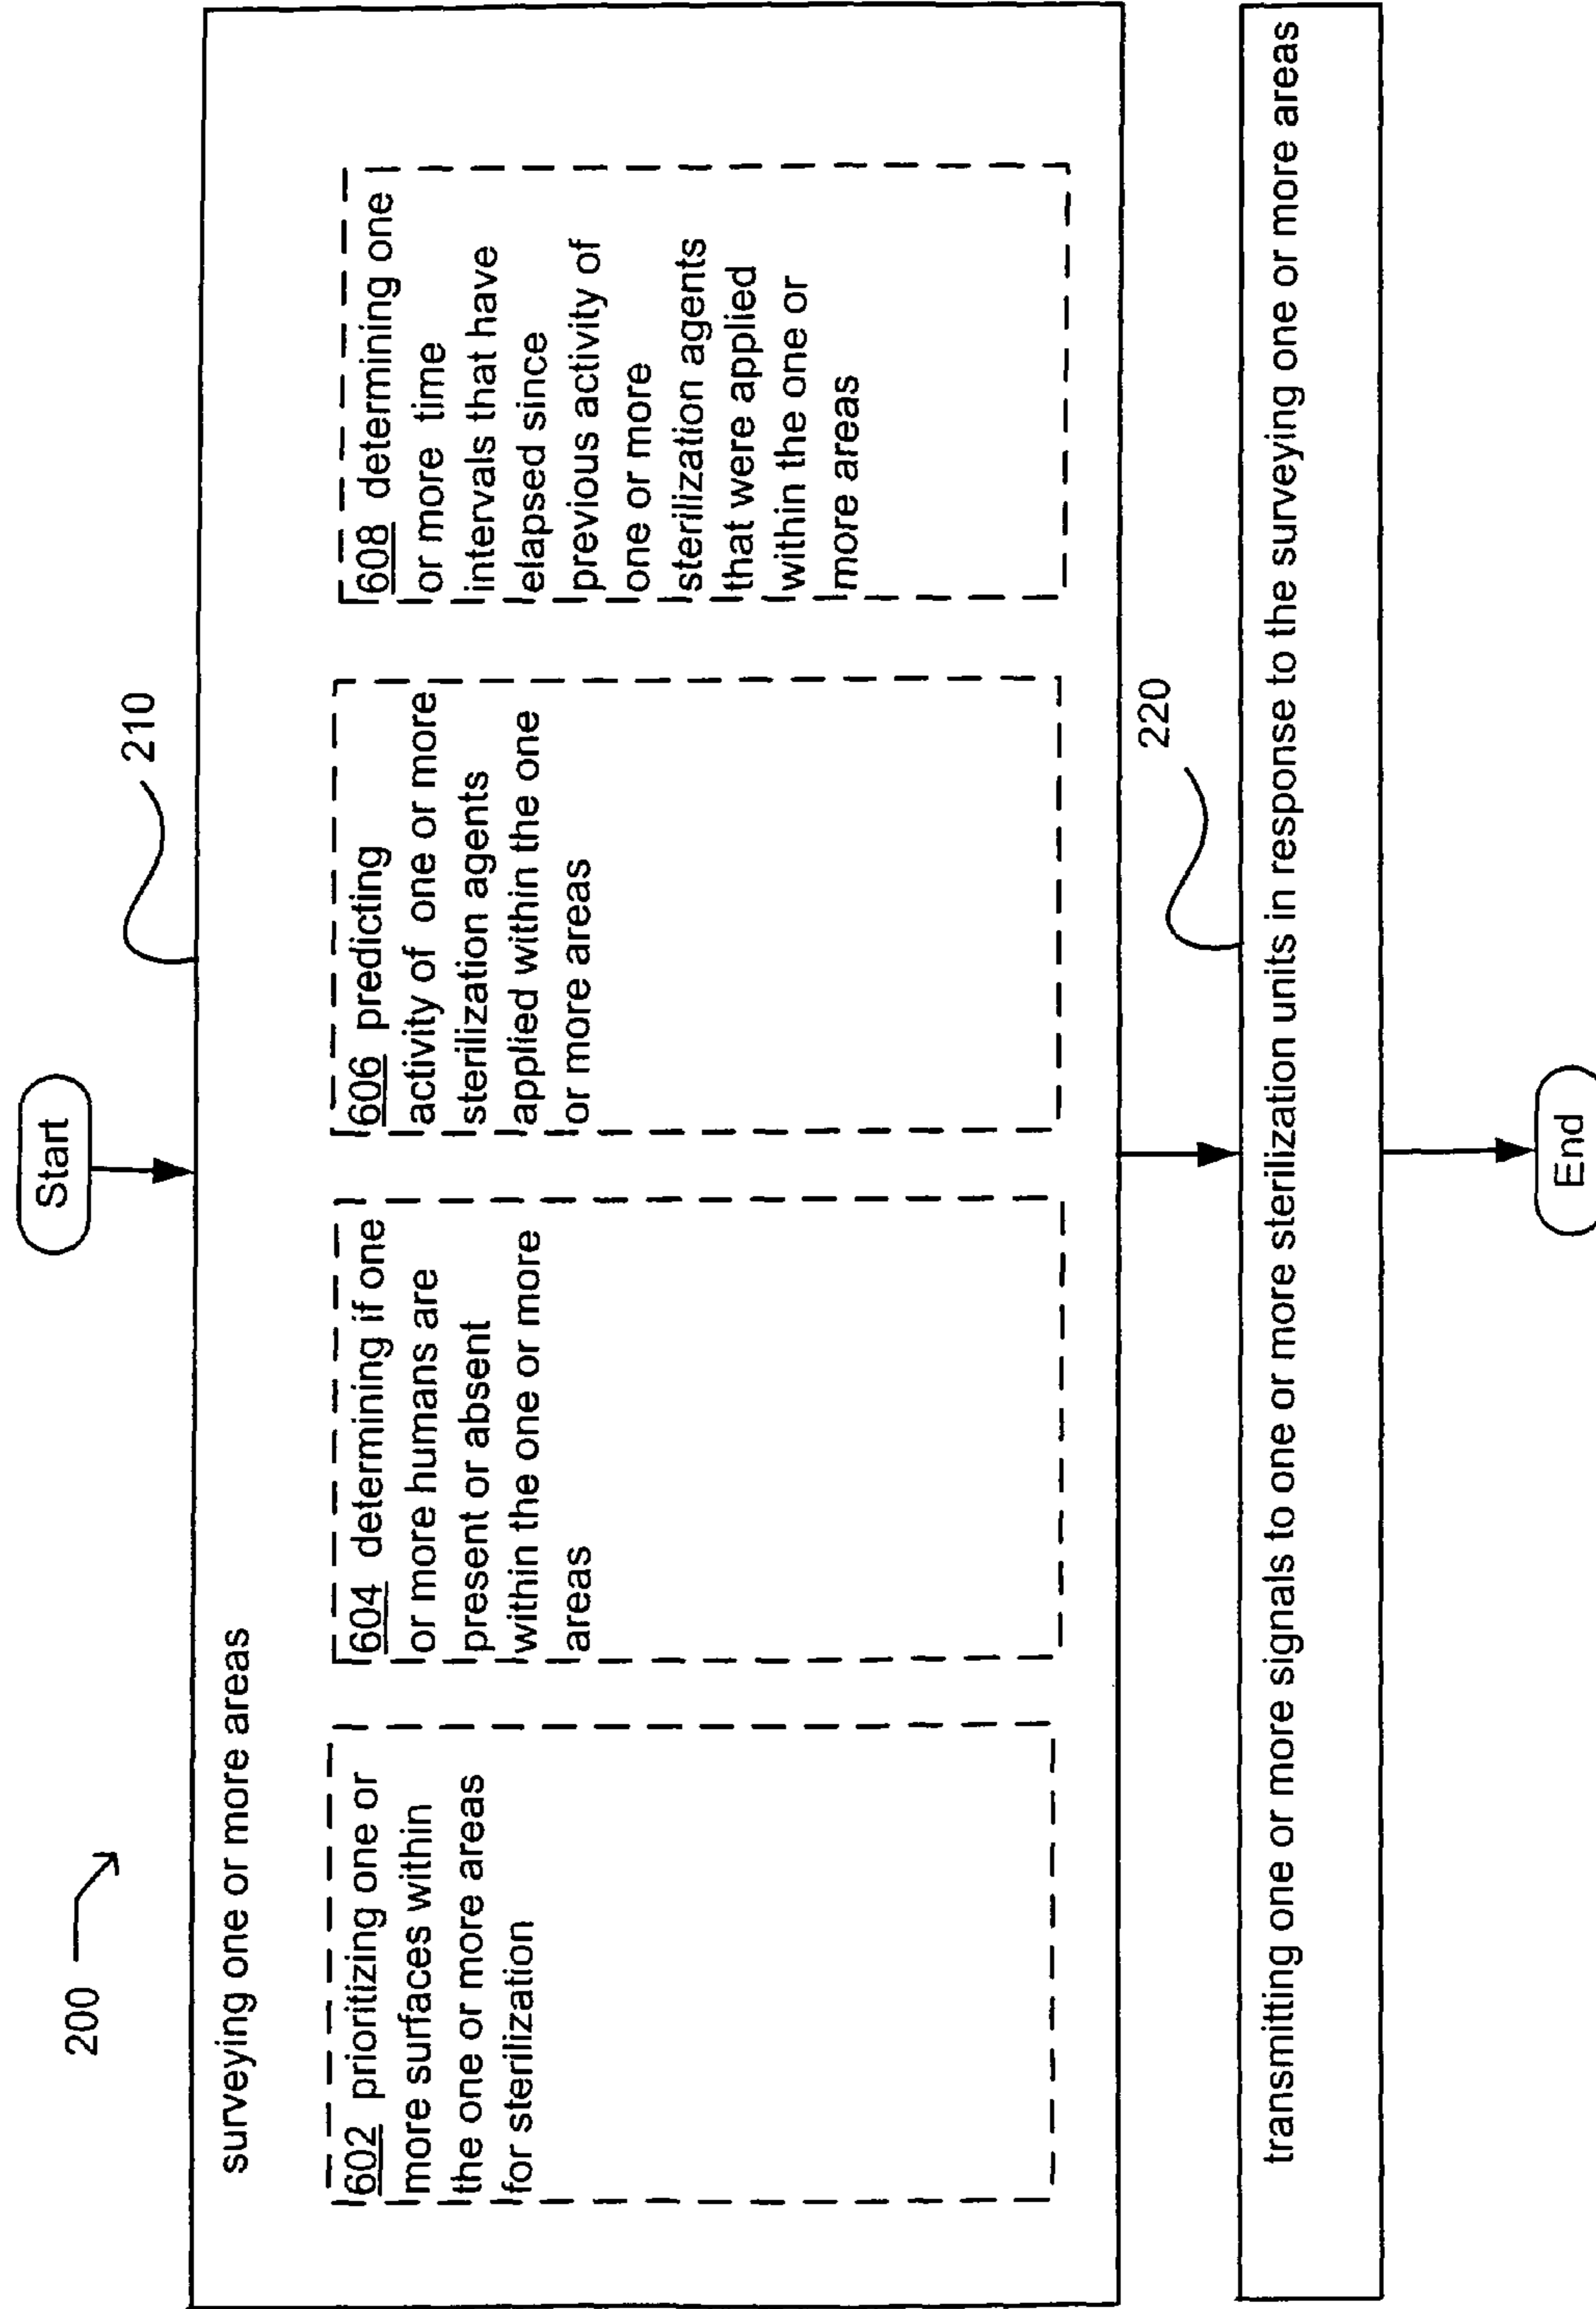 200
Start
210
surveying one or more areas
602 prioritizing one or
more surfaces within
the one or more areas
for sterilization
604 determining if one
or more humans are
present or absent
within the one or more
areas
606 predicting
activity of one or more
sterilization agents
applied within the one
or more areas
608 determining one
or more time
intervals that have
elapsed since
previous activity of
one or more
sterilization agents
that were applied
within the one or
more areas
220
transmitting one or more signals to one or more sterilization units in response to the surveying one or more areas
End